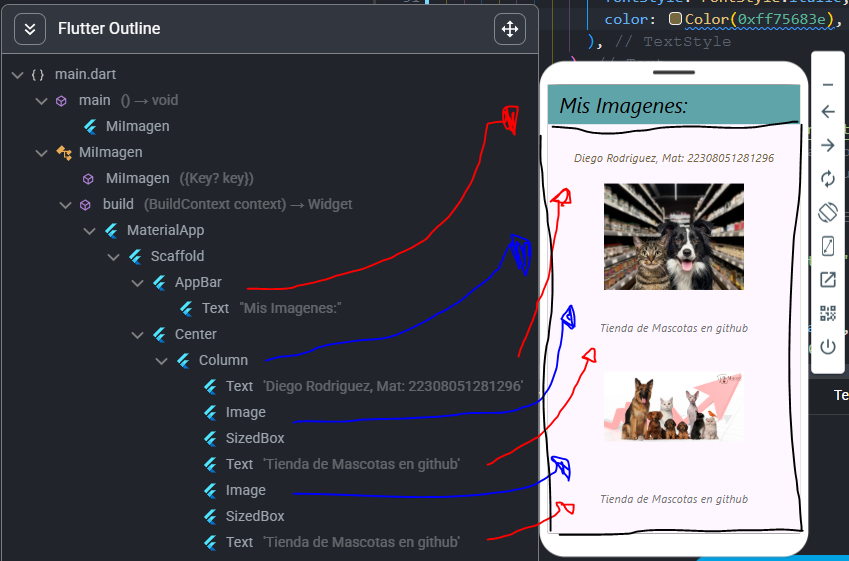 Flutter Outline
main.dart
main () → void
MiImagen
MiImagen
MiImagen ({Key? key})
build (BuildContext context) → Widget
MaterialApp
Scaffold
AppBar
Text "Mis Imagenes:"
Center
Column
Text 'Diego Rodriguez, Mat: 22308051281296'
Image
SizedBox
Text 'Tienda de Mascotas en github'
Image
SizedBox
Text 'Tienda de Mascotas en github'
color: Color(0xff75683e),
), // TextStyle
Mis Imagenes:
Diego Rodriguez, Mat: 22308051281296
Tienda de Mascotas en github
Tienda de Mascotas en github
Te